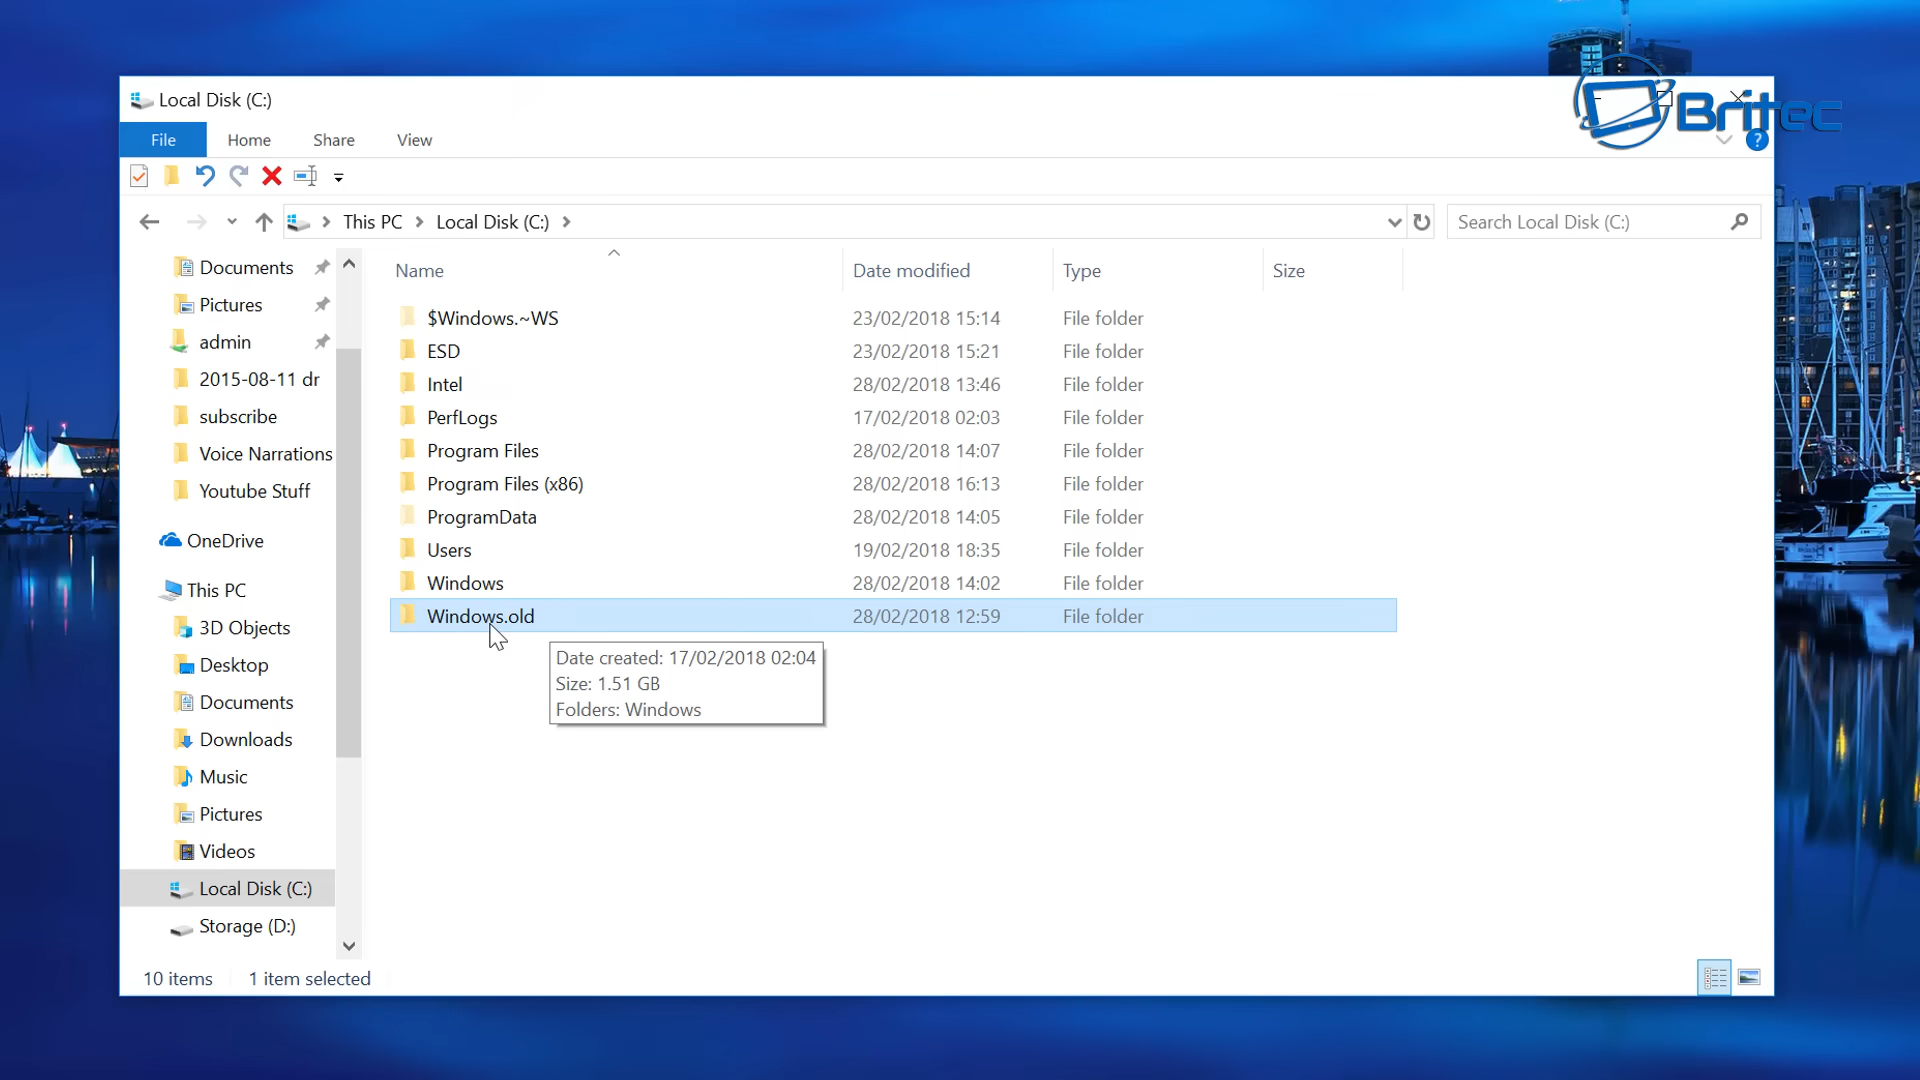 Local Disk (C:)
Britec
File Home Share View
?
This PC Local Disk (C:)
Search Local Disk (C:)
Name Date modified Type Size
Documents
Pictures
admin
2015-08-11 dr
subscribe
Voice Narrations
Youtube Stuff
OneDrive
This PC
3D Objects
Desktop
Documents
Downloads
Music
Pictures
Videos
Local Disk (C:)
Storage (D:)
$Windows.~WS 23/02/2018 15:14 File folder
ESD 23/02/2018 15:21 File folder
Intel 28/02/2018 13:46 File folder
PerfLogs 17/02/2018 02:03 File folder
Program Files 28/02/2018 14:07 File folder
Program Files (x86) 28/02/2018 16:13 File folder
ProgramData 28/02/2018 14:05 File folder
Users 19/02/2018 18:35 File folder
Windows 28/02/2018 14:02 File folder
Windows.old 28/02/2018 12:59 File folder
Date created: 17/02/2018 02:04
Size: 1.51 GB
Folders: Windows
10 items 1 item selected